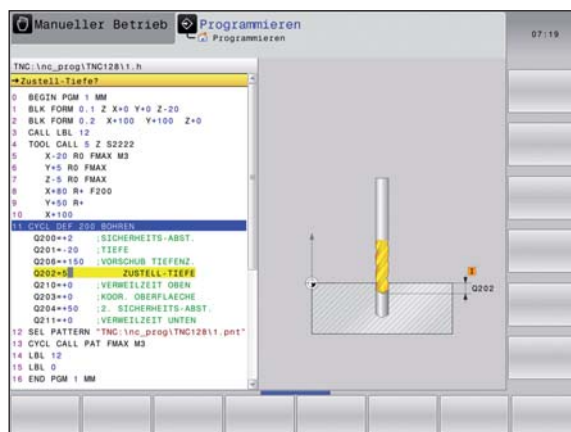 Manueller Betrieb
Programmieren
Programmieren
07:19
TNC:\nc_prog\TNC128\1.h
→Zustell-Tiefe?
0 BEGIN PGM 1 MM
1 BLK FORM 0.1 Z X+0 Y+0 Z-20
2 BLK FORM 0.2 X+100 Y+100 Z+0
3 CALL LBL 12
4 TOOL CALL 5 Z S2222
5 X-20 R0 FMAX M3
6 Y+5 R0 FMAX
7 Z-5 R0 FMAX
8 X+80 R+ F200
9 Y+50 R+
10 X+100
11 CYCL DEF 200 BOHREN
Q200=+2 ;SICHERHEITS-ABST.
Q201=-20 ;TIEFE
Q206=+150 ;VORSCHUB TIEFENZ.
Q202=5 ZUSTELL-TIEFE
Q210=+0 ;VERWEILZEIT OBEN
Q203=+0 ;KOOR. OBERFLAECHE
Q204=+50 ;2. SICHERHEITS-ABST.
Q211=+0 ;VERWEILZEIT UNTEN
12 SEL PATTERN "TNC:\nc_prog\TNC128\1.pnt"
13 CYCL CALL PAT FMAX M3
14 LBL 12
15 LBL 0
16 END PGM 1 MM
I
Q202